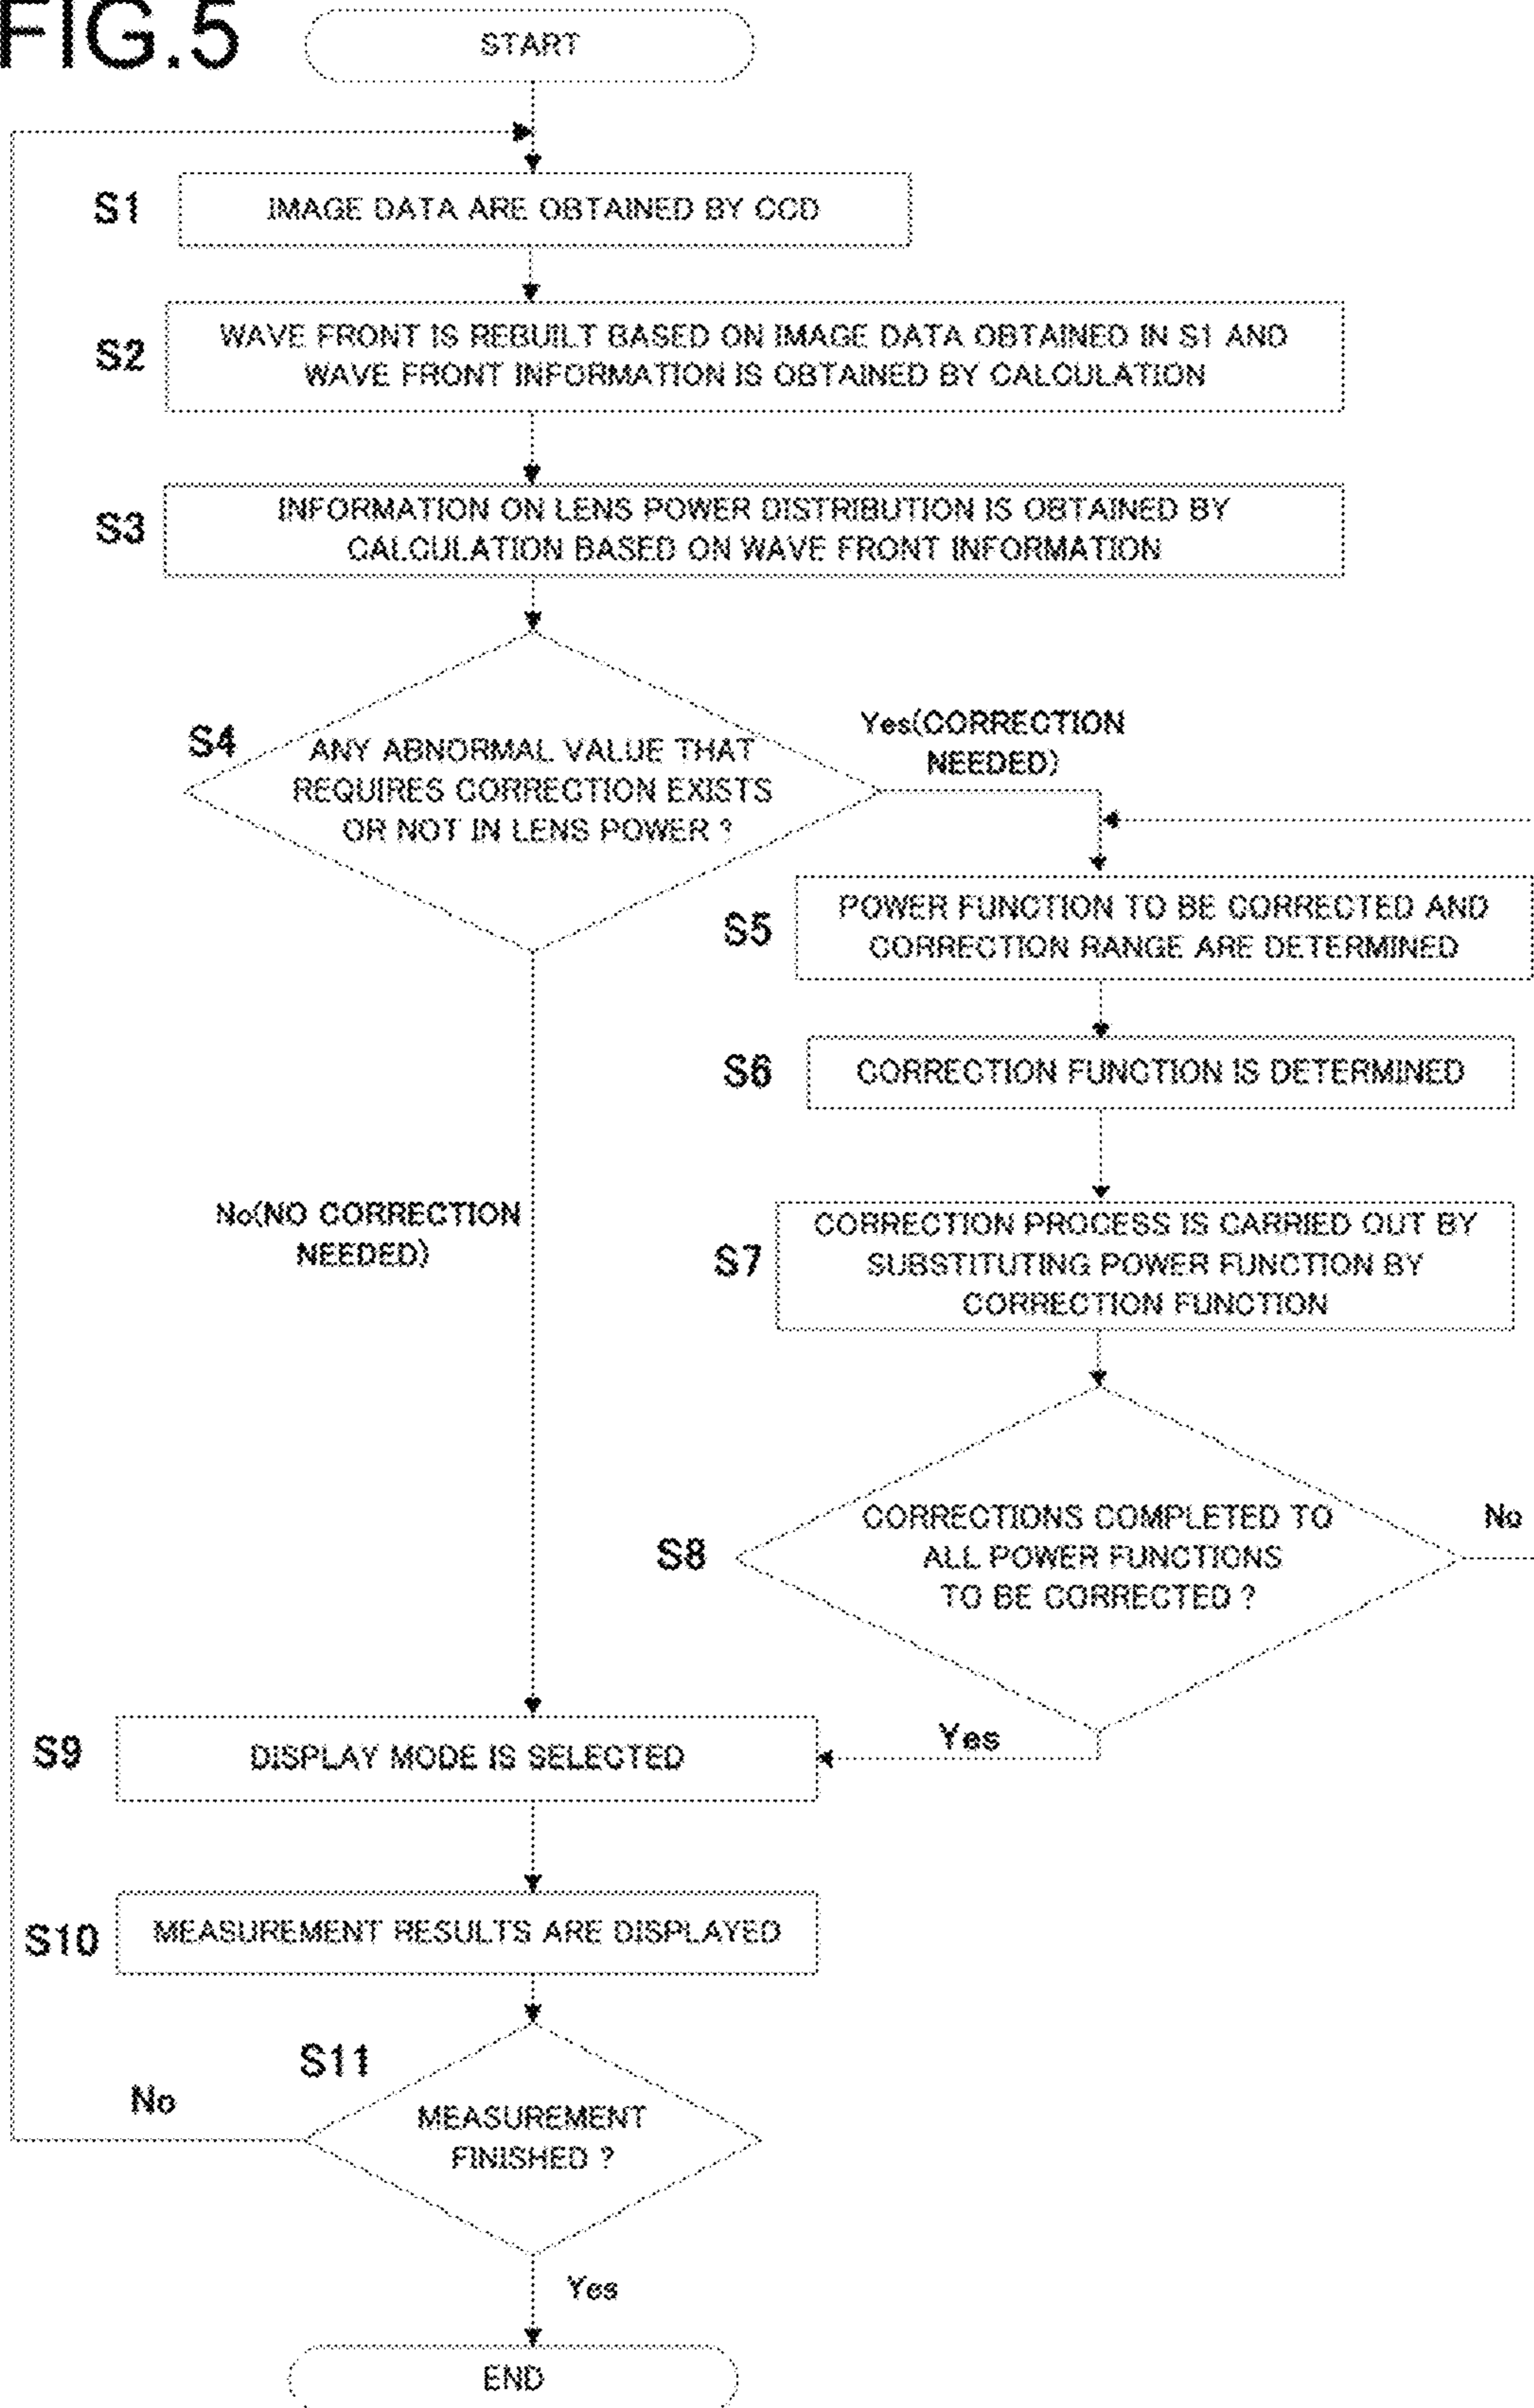 FIG.5
START
S1
IMAGE DATA ARE OBTAINED BY CCD
S2
WAVE FRONT IS REBUILT BASED ON IMAGE DATA OBTAINED IN S1 AND
WAVE FRONT INFORMATION IS OBTAINED BY CALCULATION
S3
INFORMATION ON LENS POWER DISTRIBUTION IS OBTAINED BY
CALCULATION BASED ON WAVE FRONT INFORMATION
S4
ANY ABNORMAL VALUE THAT
REQUIRES CORRECTION EXISTS
OR NOT IN LENS POWER ?
Yes(CORRECTION
NEEDED)
S5
POWER FUNCTION TO BE CORRECTED AND
CORRECTION RANGE ARE DETERMINED
S6
CORRECTION FUNCTION IS DETERMINED
No(NO CORRECTION
NEEDED)
S7
CORRECTION PROCESS IS CARRIED OUT BY
SUBSTITUTING POWER FUNCTION BY
CORRECTION FUNCTION
S8
CORRECTIONS COMPLETED TO
ALL POWER FUNCTIONS
TO BE CORRECTED ?
No
Yes
S9
DISPLAY MODE IS SELECTED
S10
MEASUREMENT RESULTS ARE DISPLAYED
S11
MEASUREMENT
FINISHED ?
No
Yes
END